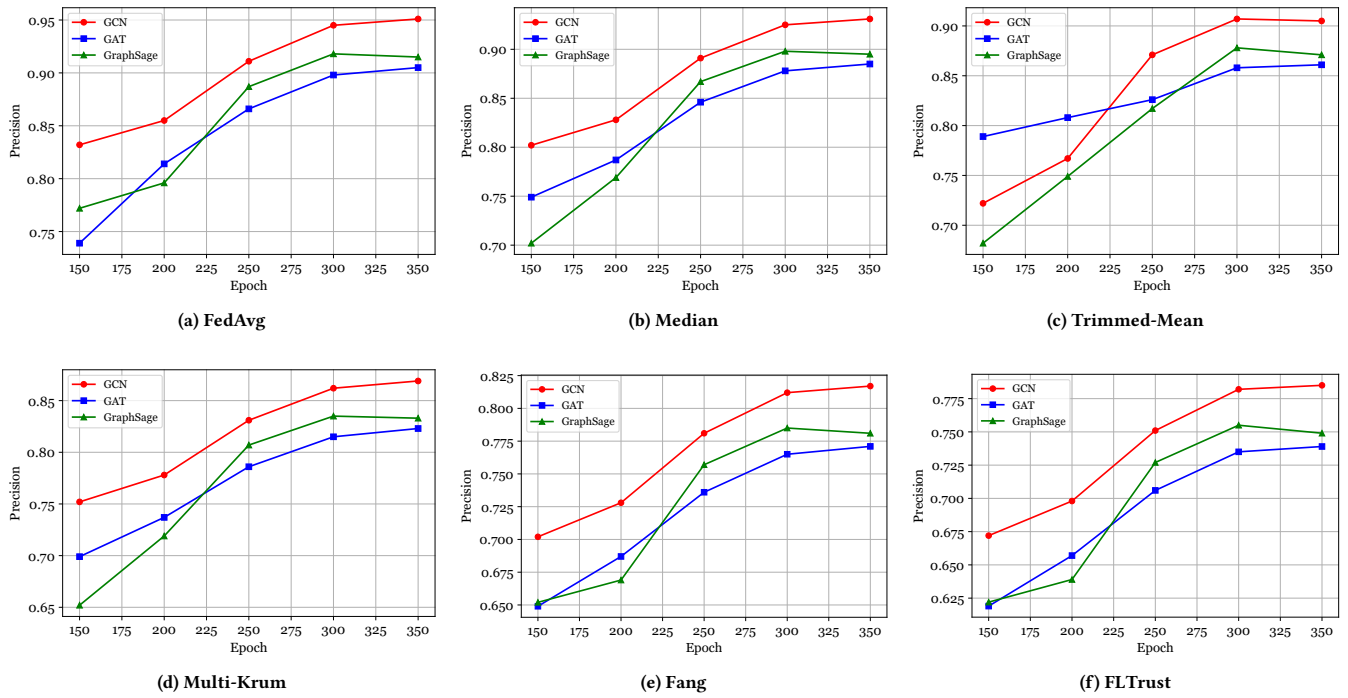 GCN
GAT
GraphSage
0.95
0.90
0.85
0.80
0.75
Precision
150 175 200 225 250 275 300 325 350
Epoch
(a) FedAvg
GCN
GAT
GraphSage
0.90
0.85
0.80
0.75
0.70
Precision
150 175 200 225 250 275 300 325 350
Epoch
(b) Median
GCN
GAT
GraphSage
0.90
0.85
0.80
0.75
0.70
Precision
150 175 200 225 250 275 300 325 350
Epoch
(c) Trimmed-Mean
GCN
GAT
GraphSage
0.85
0.80
0.75
0.70
0.65
Precision
150 175 200 225 250 275 300 325 350
Epoch
(d) Multi-Krum
GCN
GAT
GraphSage
0.825
0.800
0.775
0.750
0.725
0.700
0.675
0.650
Precision
150 175 200 225 250 275 300 325 350
Epoch
(e) Fang
GCN
GAT
GraphSage
0.775
0.750
0.725
0.700
0.675
0.650
0.625
Precision
150 175 200 225 250 275 300 325 350
Epoch
(f) FLTrust